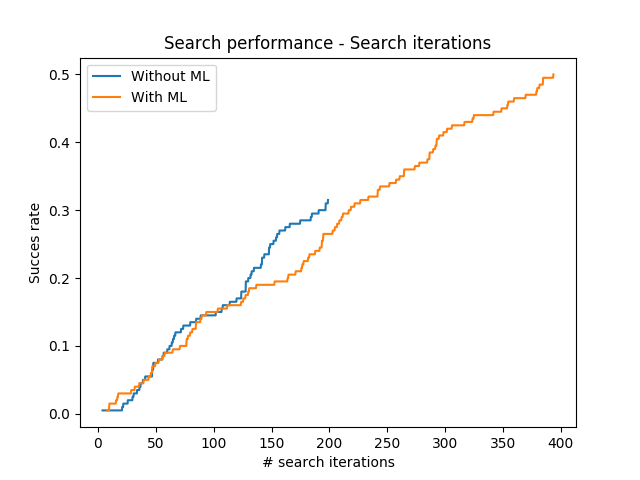 Search performance - Search iterations
Without ML
With ML
0.5
0.4
0.3
0.2
0.1
0.0
Succes rate
0 50 100 150 200 250 300 350 400
# search iterations